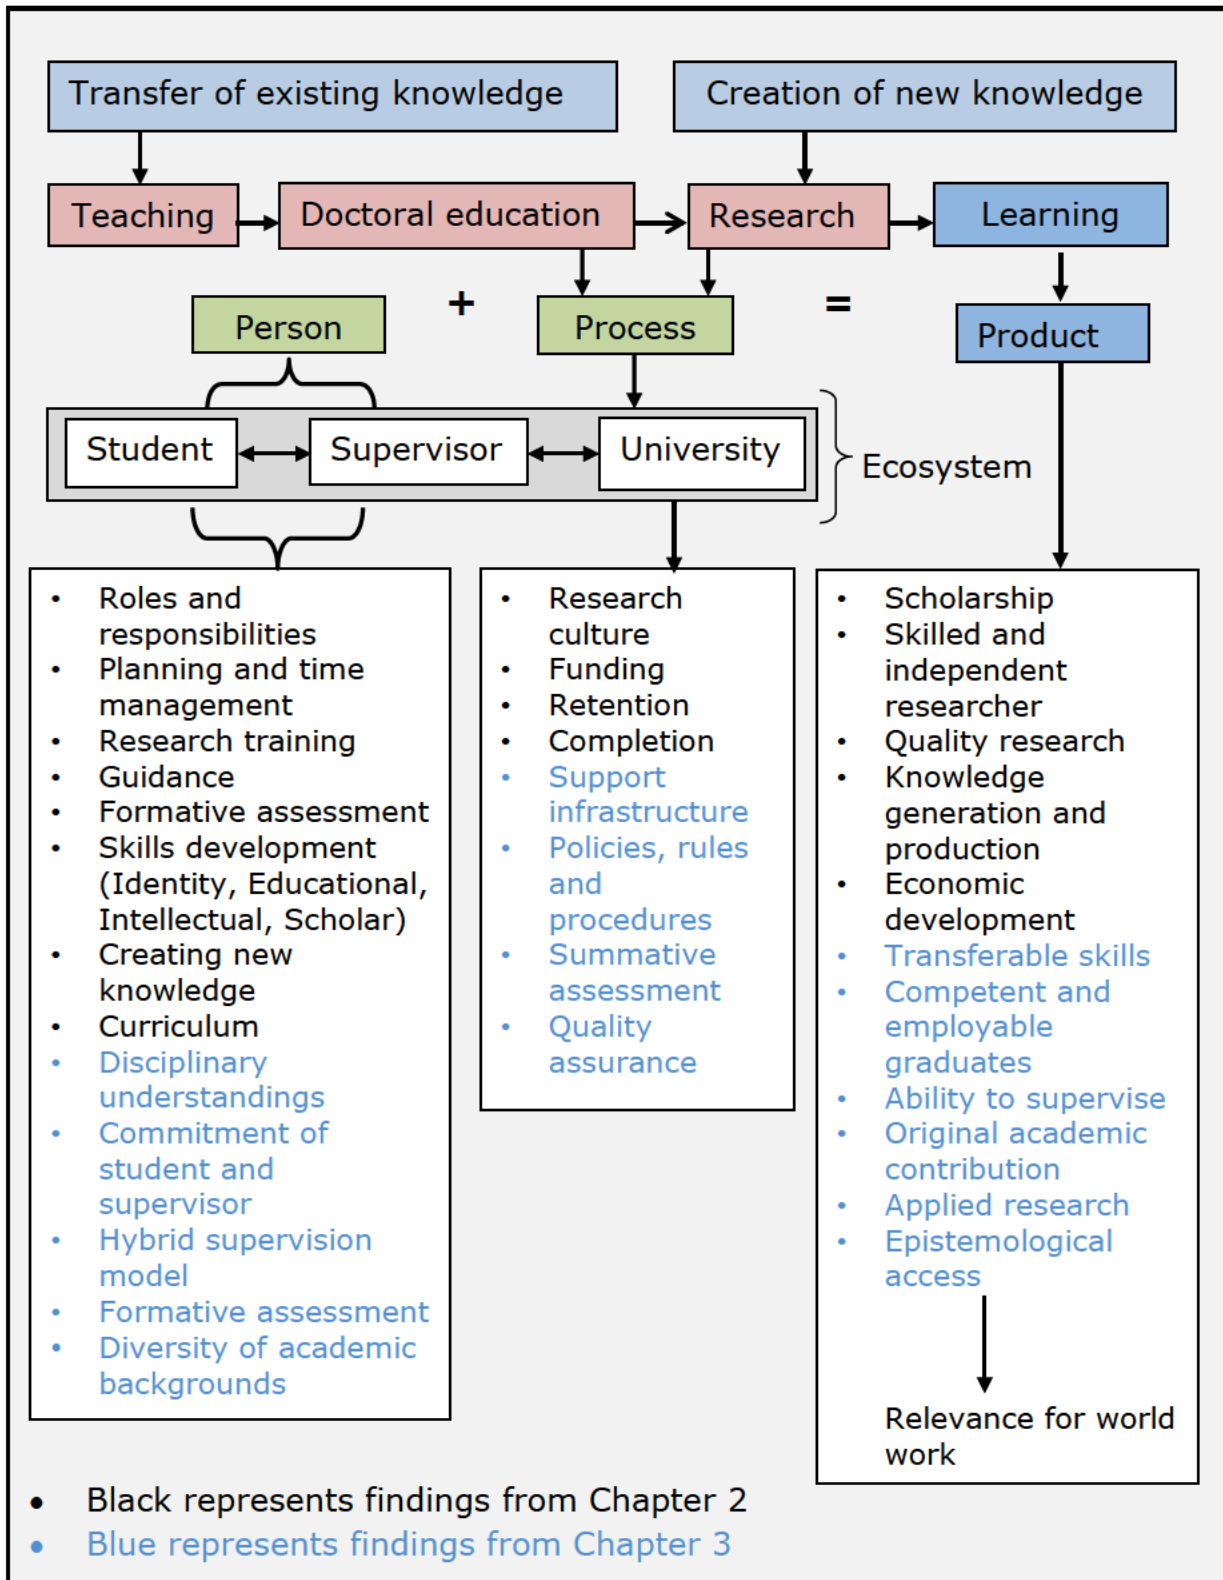 Transfer of existing knowledge
Creation of new knowledge
Teaching
Doctoral education
Research
Learning
Person
+
Process
=
Product
Student
Supervisor
University
Ecosystem
• Roles and
responsibilities
• Planning and time
management
• Research training
• Guidance
• Formative assessment
• Skills development
(Identity, Educational,
Intellectual, Scholar)
• Creating new
knowledge
• Curriculum
• Disciplinary
understandings
• Commitment of
student and
supervisor
• Hybrid supervision
model
• Formative assessment
• Diversity of academic
backgrounds
• Research
culture
• Funding
• Retention
• Completion
• Support
infrastructure
• Policies, rules
and
procedures
• Summative
assessment
• Quality
assurance
• Scholarship
• Skilled and
independent
researcher
• Quality research
• Knowledge
generation and
production
• Economic
development
• Transferable skills
• Competent and
employable
graduates
• Ability to supervise
• Original academic
contribution
• Applied research
• Epistemological
access
Relevance for world
work
• Black represents findings from Chapter 2
• Blue represents findings from Chapter 3